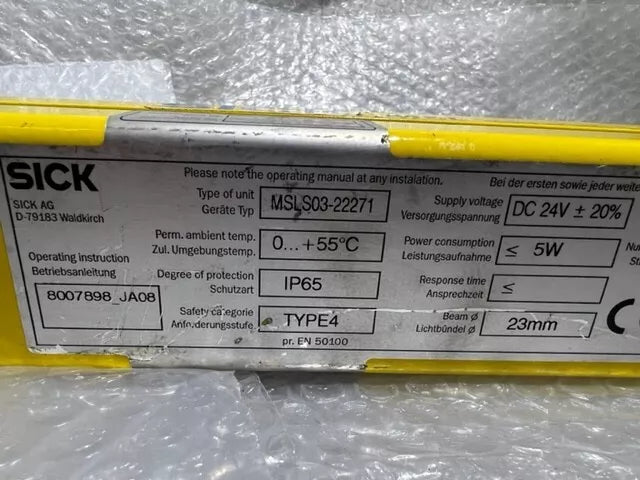 SICK
SICK AG
D-79183 Waldkirch
Operating instruction
Betriebsanleitung
8007898_JA08
Please note the operating manual at any instalation.
Type of unit
Geräte Typ
MSLS03-22271
Perm. ambient temp.
Zul. Umgebungstemp.
0...+55°C
Degree of protection
Schutzart
IP65
Safety categorie
Anforderungsstufe
TYPE4
pr. EN 50100
Bei der ersten sowie jeder weite
Supply voltage
Versorgungsspannung
DC 24V ± 20%
Power consumption
Leistungsaufnahme
≤ 5W
Response time
Ansprechzeit
≤
Beam ø
Lichtbündel ø
23mm
Nu
St
C